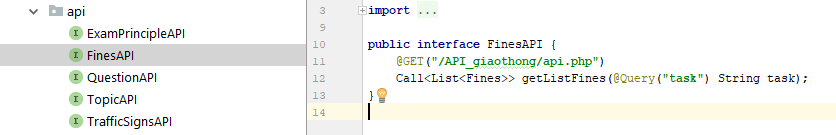 api
ExamPrincipleAPI
FinesAPI
QuestionAPI
TopicAPI
TrafficSignsAPI
3 import ...
9
10 public interface FinesAPI {
11 @GET("/API_giaothong/api.php")
12 Call<List<Fines>> getListFines(@Query("task") String task);
13 }
14